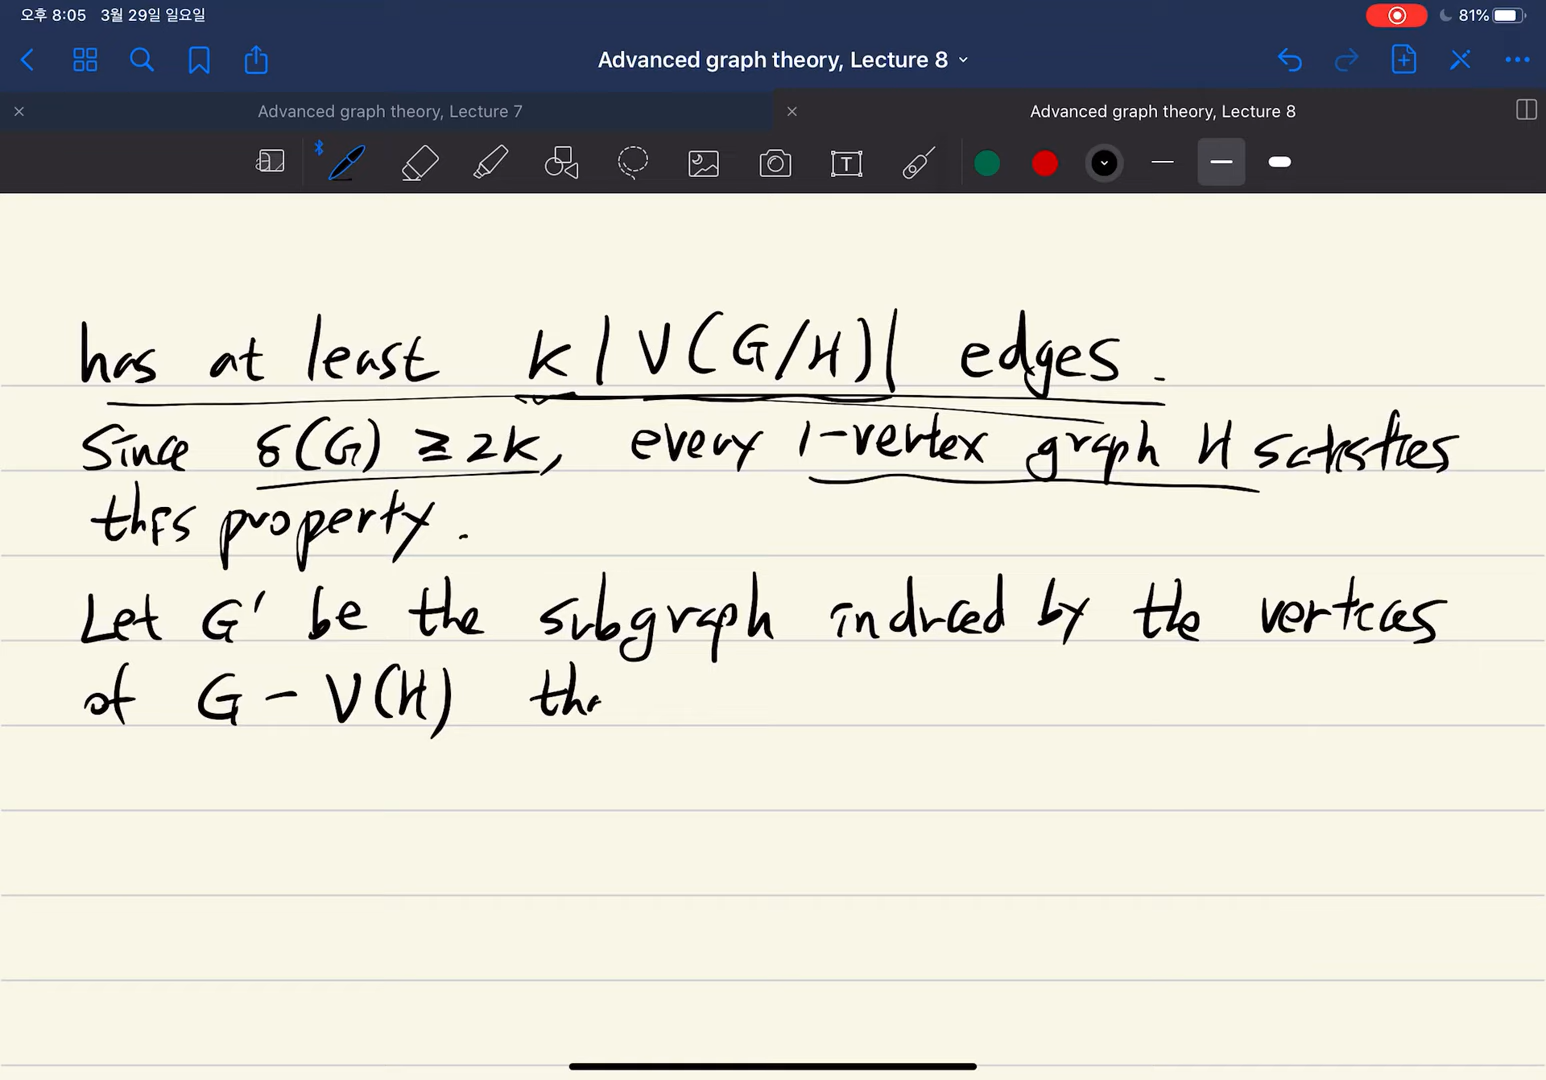 오후 8:05 3월 29일 일요일
81%
Advanced graph theory, Lecture 8
Advanced graph theory, Lecture 7
Advanced graph theory, Lecture 8
has at least k|V(G/H)| edges.
Since δ(G) ≥ 2k, every 1-vertex graph H satisfies
this property.
Let G' be the subgraph induced by the vertices
of G - V(H) tha